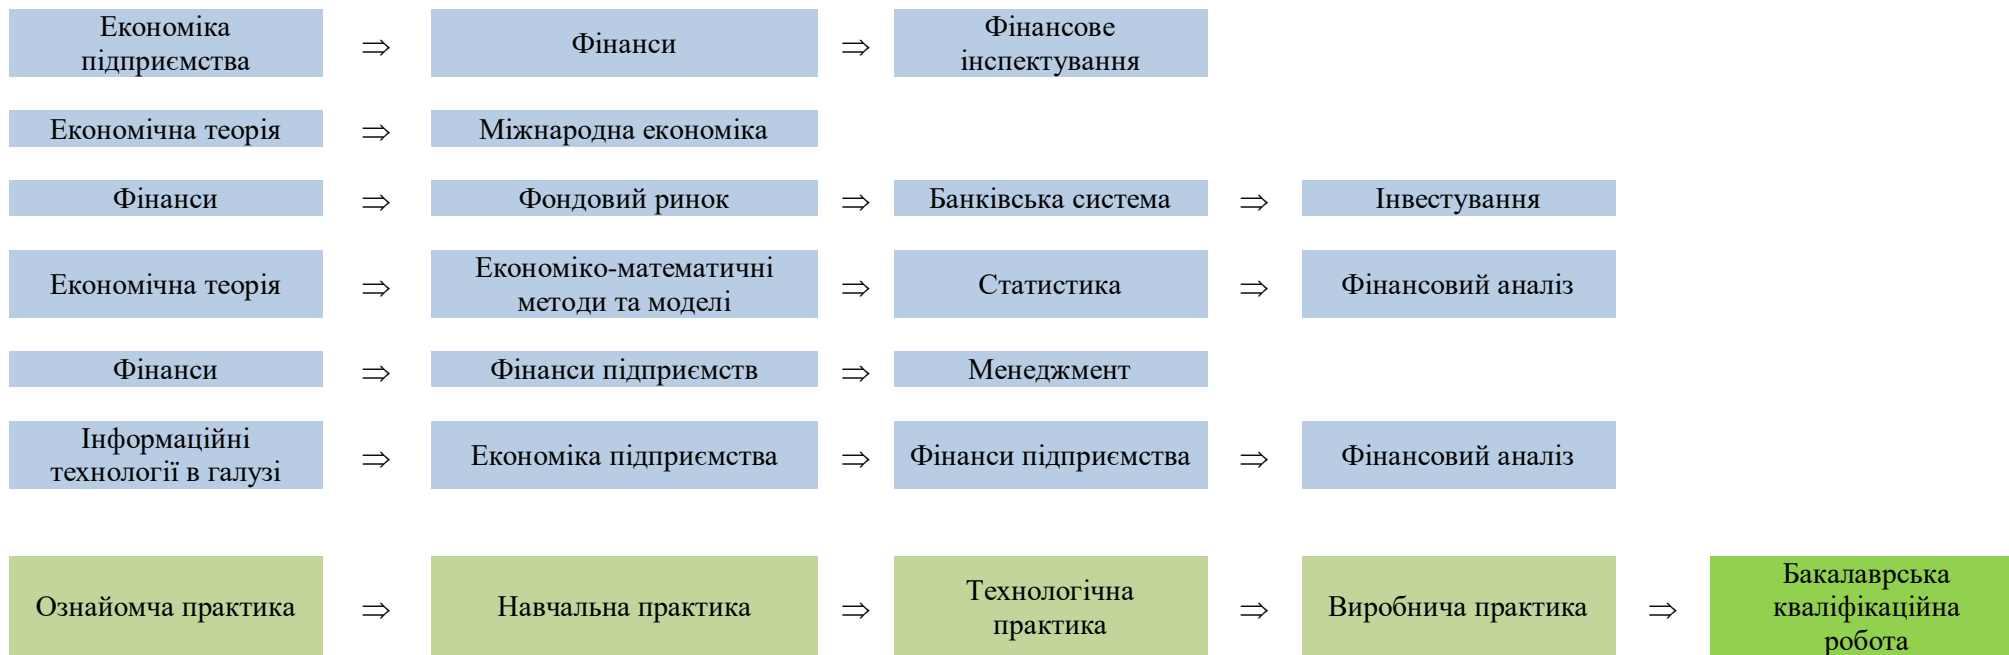 Економіка
підприємства ⇒ Фінанси ⇒ Фінансове
інспектування
Економічна теорія ⇒ Міжнародна економіка
Фінанси ⇒ Фондовий ринок ⇒ Банківська система ⇒ Інвестування
Економічна теорія ⇒ Економіко-математичні
методи та моделі ⇒ Статистика ⇒ Фінансовий аналіз
Фінанси ⇒ Фінанси підприємств ⇒ Менеджмент
Інформаційні
технології в галузі ⇒ Економіка підприємства ⇒ Фінанси підприємства ⇒ Фінансовий аналіз
Ознайомча практика ⇒ Навчальна практика ⇒ Технологічна
практика ⇒ Виробнича практика ⇒ Бакалаврська
кваліфікаційна
робота